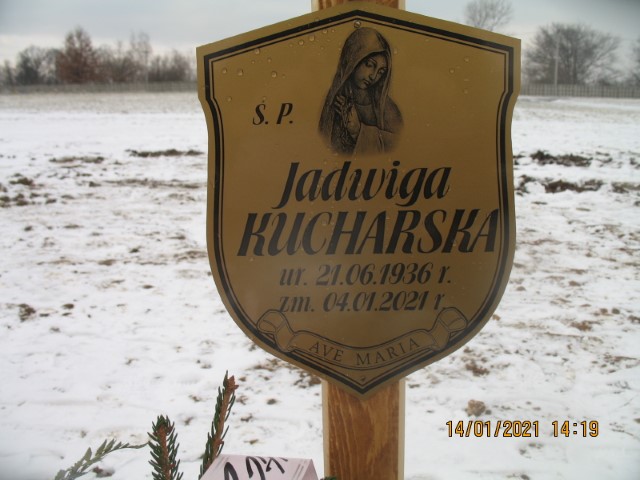 Ś. P.
Jadwiga
KUCHARSKA
ur. 21.06.1936 r.
zm. 04.01.2021 r.
AVE MARIA
14/01/2021 14:19